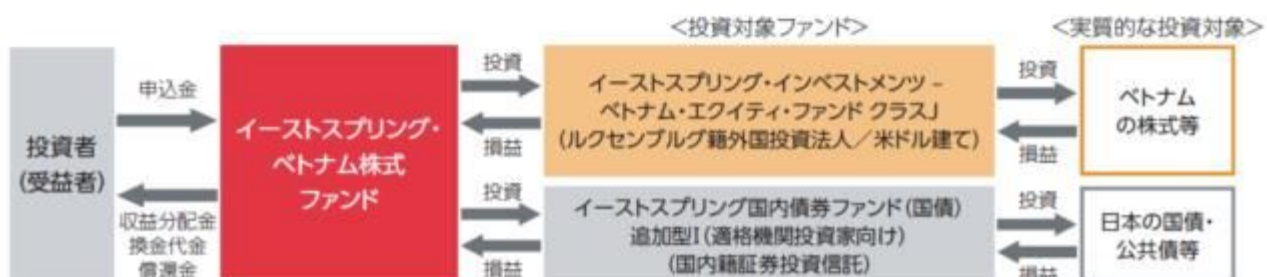 ＜投資対象ファンド＞
＜実質的な投資対象＞
投資者
(受益者)
申込金
収益分配金
換金代金
償還金
イーストスプリング・
ベトナム株式
ファンド
投資
損益
投資
損益
イーストスプリング・インベストメンツ –
ベトナム・エクイティ・ファンド クラスJ
(ルクセンブルグ籍外国投資法人／米ドル建て)
投資
損益
ベトナム
の株式等
イーストスプリング国内債券ファンド(国債)
追加型I(適格機関投資家向け)
(国内籍証券投資信託)
投資
損益
日本の国債・
公共債等